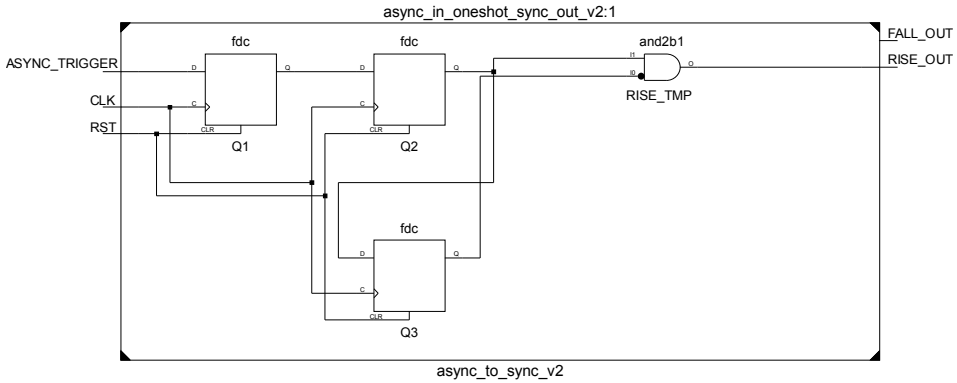 async_in_oneshot_sync_out_v2:1
FALL_OUT
fdc
fdc
and2b1
ASYNC_TRIGGER
D
Q
D
Q
I1
O
RISE_OUT
I0
CLK
C
C
RISE_TMP
RST
CLR
CLR
Q1
Q2
fdc
D
Q
C
CLR
Q3
async_to_sync_v2